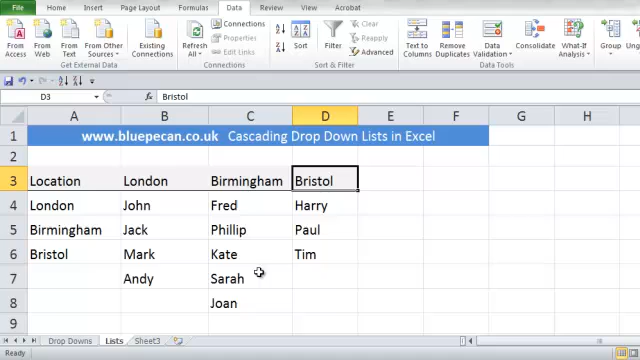 File Home Insert Page Layout Formulas Data Review View Acrobat
From Access From Web From Text From Other Sources Existing Connections Refresh All Connections Properties Edit Links Sort Filter Clear Reapply Advanced Text to Columns Remove Duplicates Data Validation Consolidate What-If Analysis Group Un
Get External Data Connections Sort & Filter Data Tools
D3 fx Bristol
A B C D E F G H
1 www.bluepecan.co.uk Cascading Drop Down Lists in Excel
2
3 Location London Birmingham Bristol
4 London John Fred Harry
5 Birmingham Jack Phillip Paul
6 Bristol Mark Kate Tim
7 Andy Sarah
8 Joan
9
Drop Downs Lists Sheet3
Ready